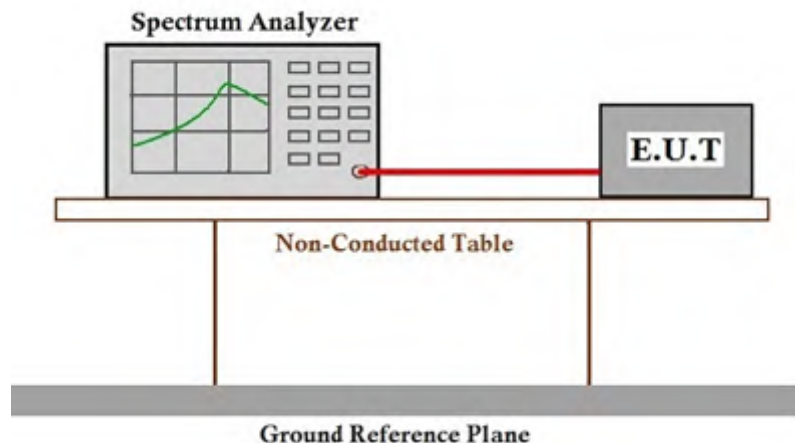 Spectrum Analyzer
E.U.T
Non-Conducted Table
Ground Reference Plane